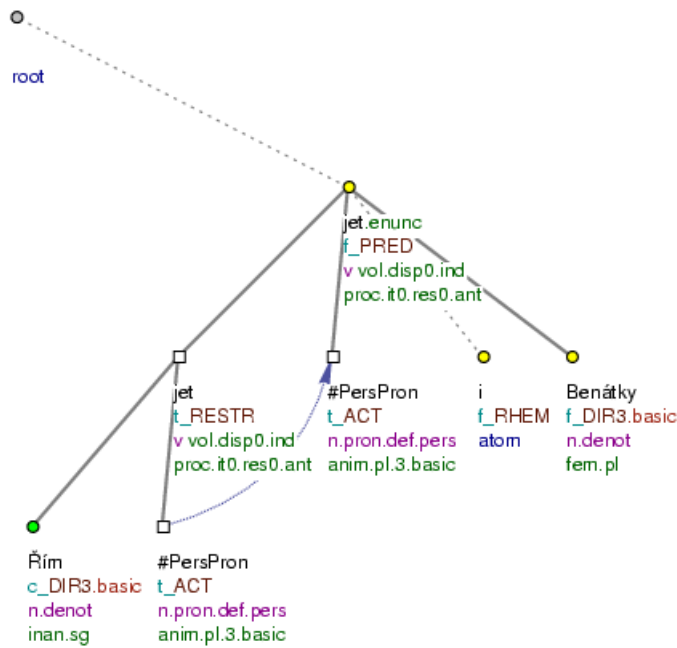 root
jet.enunc
f_PRED
v vol.disp0.ind
proc.it0.res0.ant
jet
t_RESTR
v vol.disp0.ind
proc.it0.res0.ant
#PersPron
t_ACT
n.pron.def.pers
anim.pl.3.basic
i
f_RHEM
atom
Benátky
f_DIR3.basic
n.denot
fem.pl
Řím
c_DIR3.basic
n.denot
inan.sg
#PersPron
t_ACT
n.pron.def.pers
anim.pl.3.basic